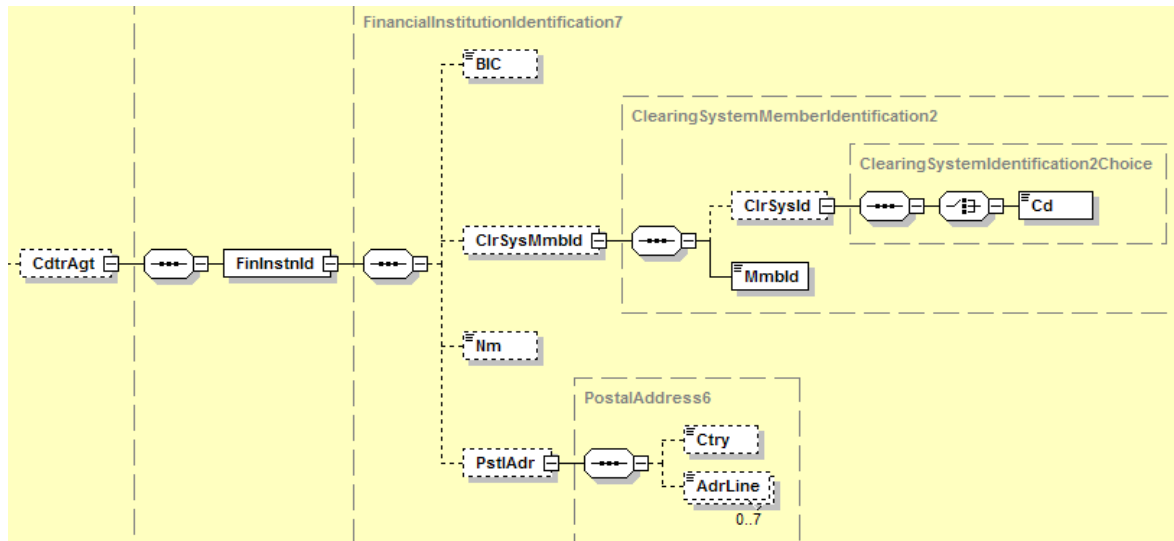 FinancialInstitutionIdentification7
BIC
ClearingSystemMemberIdentification2
ClearingSystemIdentification2Choice
ClrSysId
Cd
ClrSysMmbId
CdtrAgt
FinInstnId
MmbId
Nm
PostalAddress6
Ctry
PstlAdr
AdrLine
0..7